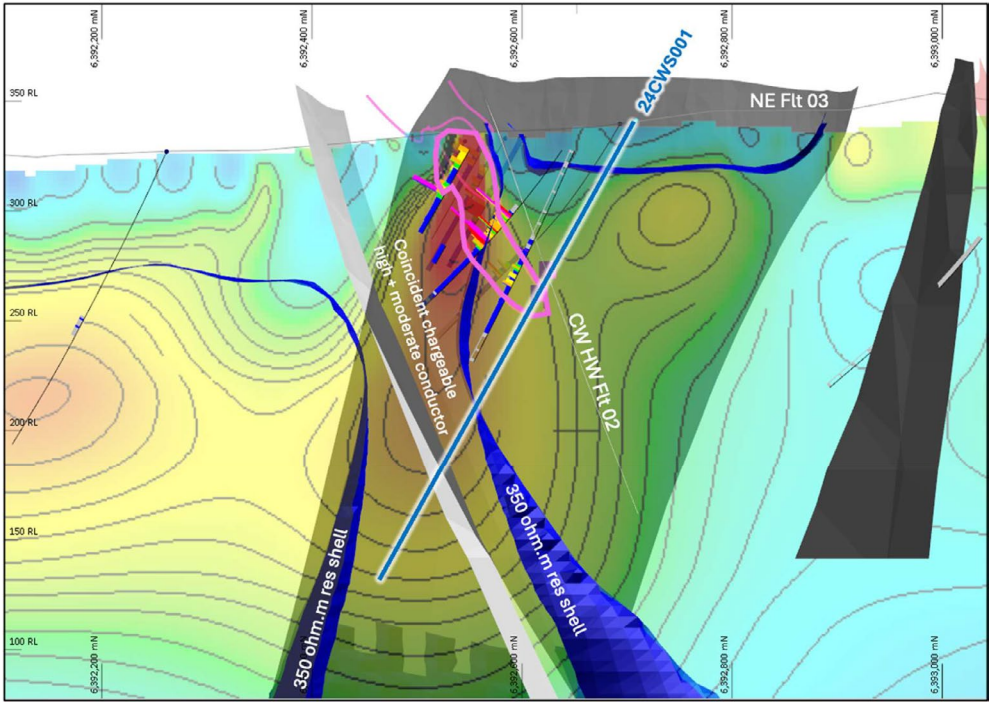 6,392,200 mN
6,392,400 mN
6,392,600 mN
6,392,800 mN
6,393,000 mN
24CWS001
NE Flt 03
350 RL
300 RL
250 RL
200 RL
150 RL
100 RL
Coincident chargeable
high + moderate conductor
CW HW Flt 02
350 ohm.m res shell
350 ohm.m res shell
6,392,200 mN
6,392,600 mN
6,392,800 mN
6,393,000 mN